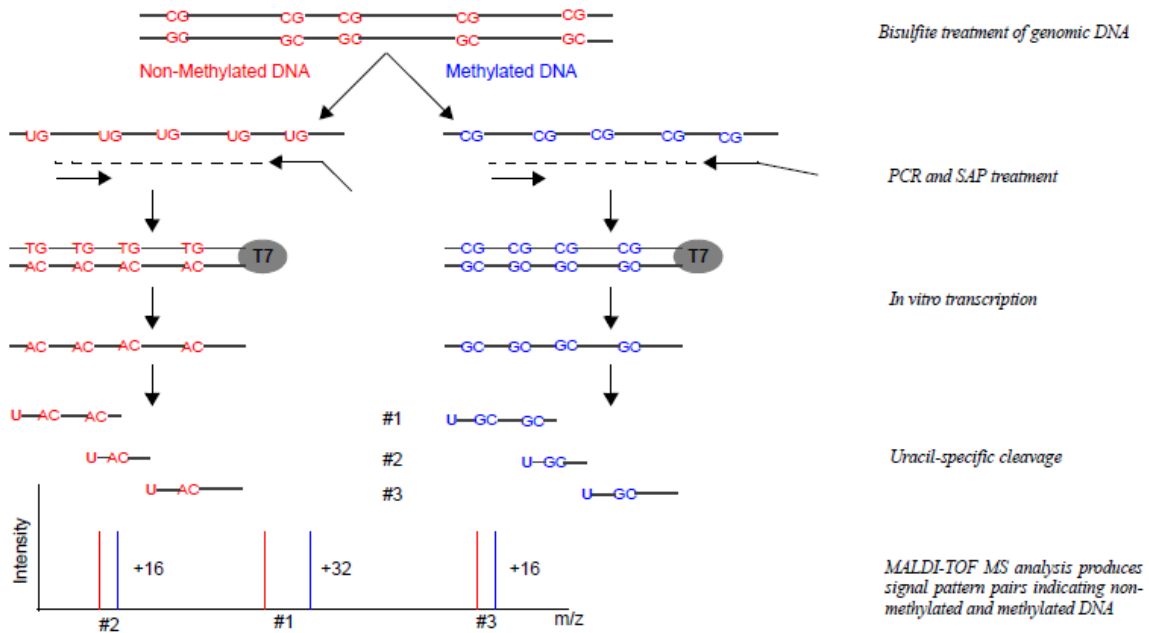 CG CG CG CG CG
GC GC GC GC GC
Bisulfite treatment of genomic DNA
Non-Methylated DNA
Methylated DNA
UG UG UG UG UG
CG CG CG CG CG
PCR and SAP treatment
TG TG TG TG
AC AC AC AC
T7
CG CG CG CG
GC GC GC GC
T7
In vitro transcription
AC AC AC AC
GC GC GC GC
U AC AC
#1
U GC GC
U AC
#2
U GC
Uracil-specific cleavage
U AC
#3
U GC
Intensity
+16
+32
+16
#2
#1
#3
m/z
MALDI-TOF MS analysis produces
signal pattern pairs indicating non-
methylated and methylated DNA